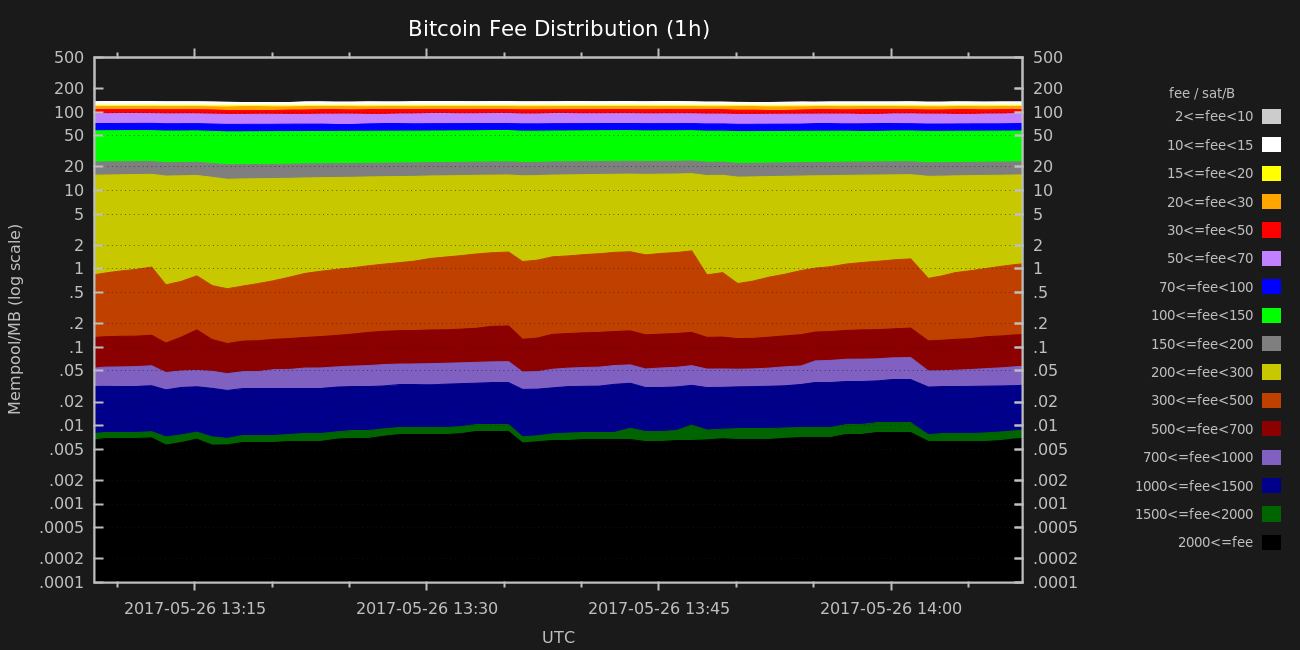 Bitcoin Fee Distribution (1h)
Mempool/MB (log scale)
500
200
100
50
20
10
5
2
1
.5
.2
.1
.05
.02
.01
.005
.002
.001
.0005
.0002
.0001
500
200
100
50
20
10
5
2
1
.5
.2
.1
.05
.02
.01
.005
.002
.001
.0005
.0002
.0001
2017-05-26 13:15
2017-05-26 13:30
2017-05-26 13:45
2017-05-26 14:00
UTC
fee / sat/B
2<=fee<10
10<=fee<15
15<=fee<20
20<=fee<30
30<=fee<50
50<=fee<70
70<=fee<100
100<=fee<150
150<=fee<200
200<=fee<300
300<=fee<500
500<=fee<700
700<=fee<1000
1000<=fee<1500
1500<=fee<2000
2000<=fee